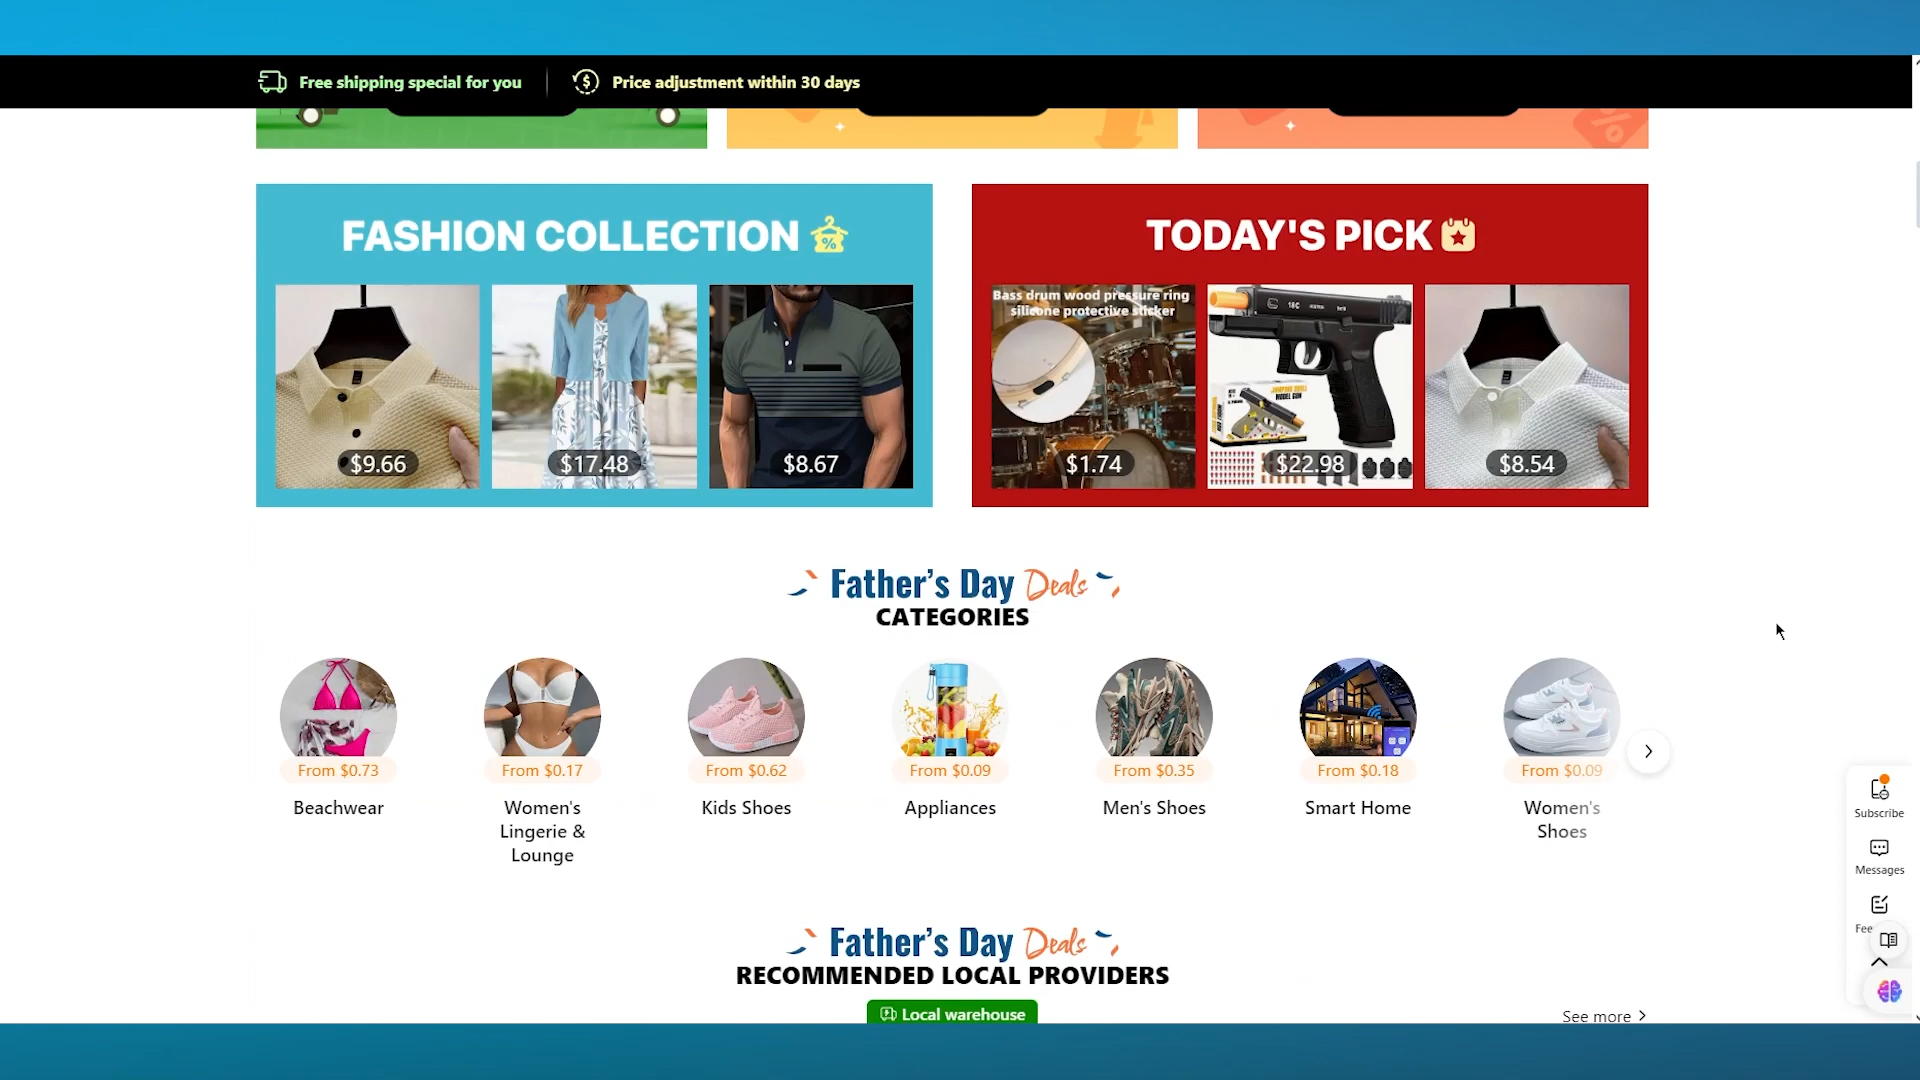 Free shipping special for you
Price adjustment within 30 days
FASHION COLLECTION
TODAY'S PICK
Bass drum wood pressure ring
silicone protective sticker
18C
MODEL GUN
$9.66
$17.48
$8.67
$1.74
$22.98
$8.54
Father's Day Deals
CATEGORIES
From $0.73
From $0.17
From $0.62
From $0.09
From $0.35
From $0.18
From $0.09
Beachwear
Women's
Lingerie &
Lounge
Kids Shoes
Appliances
Men's Shoes
Smart Home
Women's
Shoes
Subscribe
Messages
Fee
Father's Day Deals
RECOMMENDED LOCAL PROVIDERS
Local warehouse
See more